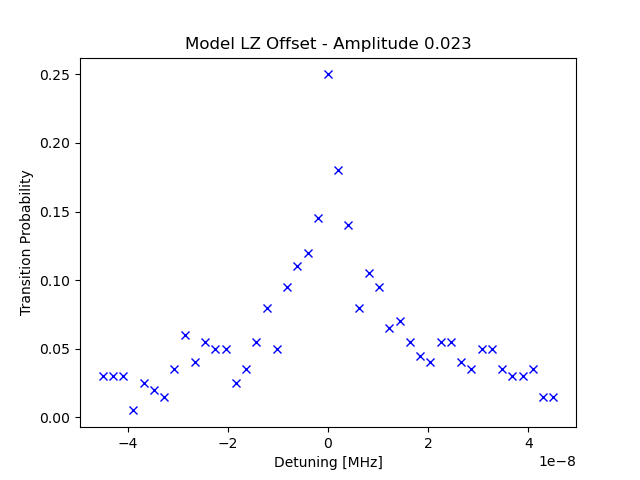 Model LZ Offset - Amplitude 0.023
Transition Probability
0.25
0.20
0.15
0.10
0.05
0.00
−4
−2
0
2
4
1e−8
Detuning [MHz]